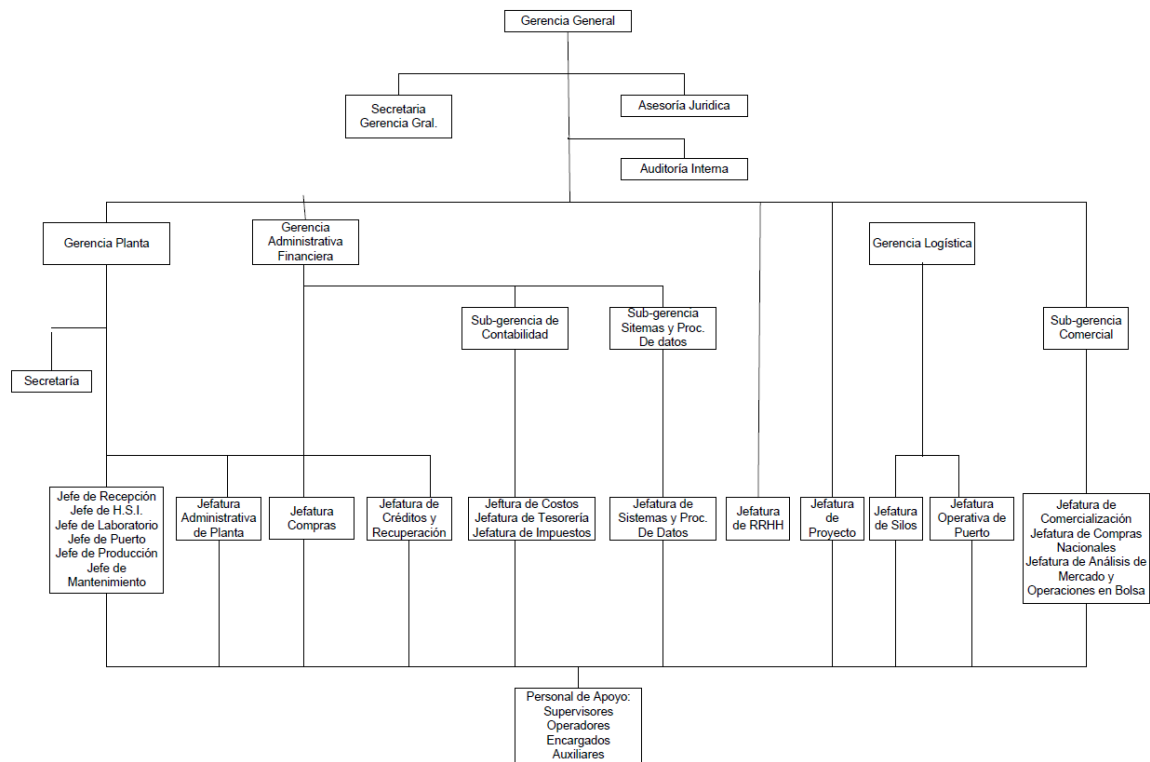 Gerencia General
Secretaria
Gerencia Gral.
Asesoría Juridica
Auditoría Interna
Gerencia Planta
Gerencia
Administrativa
Financiera
Gerencia Logística
Sub-gerencia de
Contabilidad
Sub-gerencia
Sitemas y Proc.
De datos
Sub-gerencia
Comercial
Secretaría
Jefe de Recepción
Jefe de H.S.I.
Jefe de Laboratorio
Jefe de Puerto
Jefe de Producción
Jefe de
Mantenimiento
Jefatura
Administrativa
de Planta
Jefatura
Compras
Jefatura de
Créditos y
Recuperación
Jeftura de Costos
Jefatura de Tesorería
Jefatura de Impuestos
Jefatura de
Sistemas y Proc.
De Datos
Jefatura
de RRHH
Jefatura
de
Proyecto
Jefatura
de Silos
Jefatura
Operativa de
Puerto
Jefatura de
Comercialización
Jefatura de Compras
Nacionales
Jefatura de Análisis de
Mercado y
Operaciones en Bolsa
Personal de Apoyo:
Supervisores
Operadores
Encargados
Auxiliares